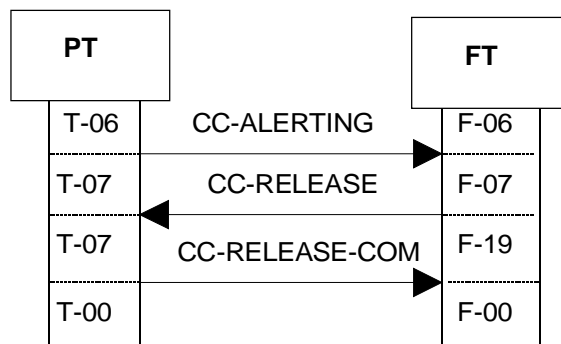 PT
FT
T-06 CC-ALERTING F-06
T-07 CC-RELEASE F-07
T-07 CC-RELEASE-COM F-19
T-00 F-00